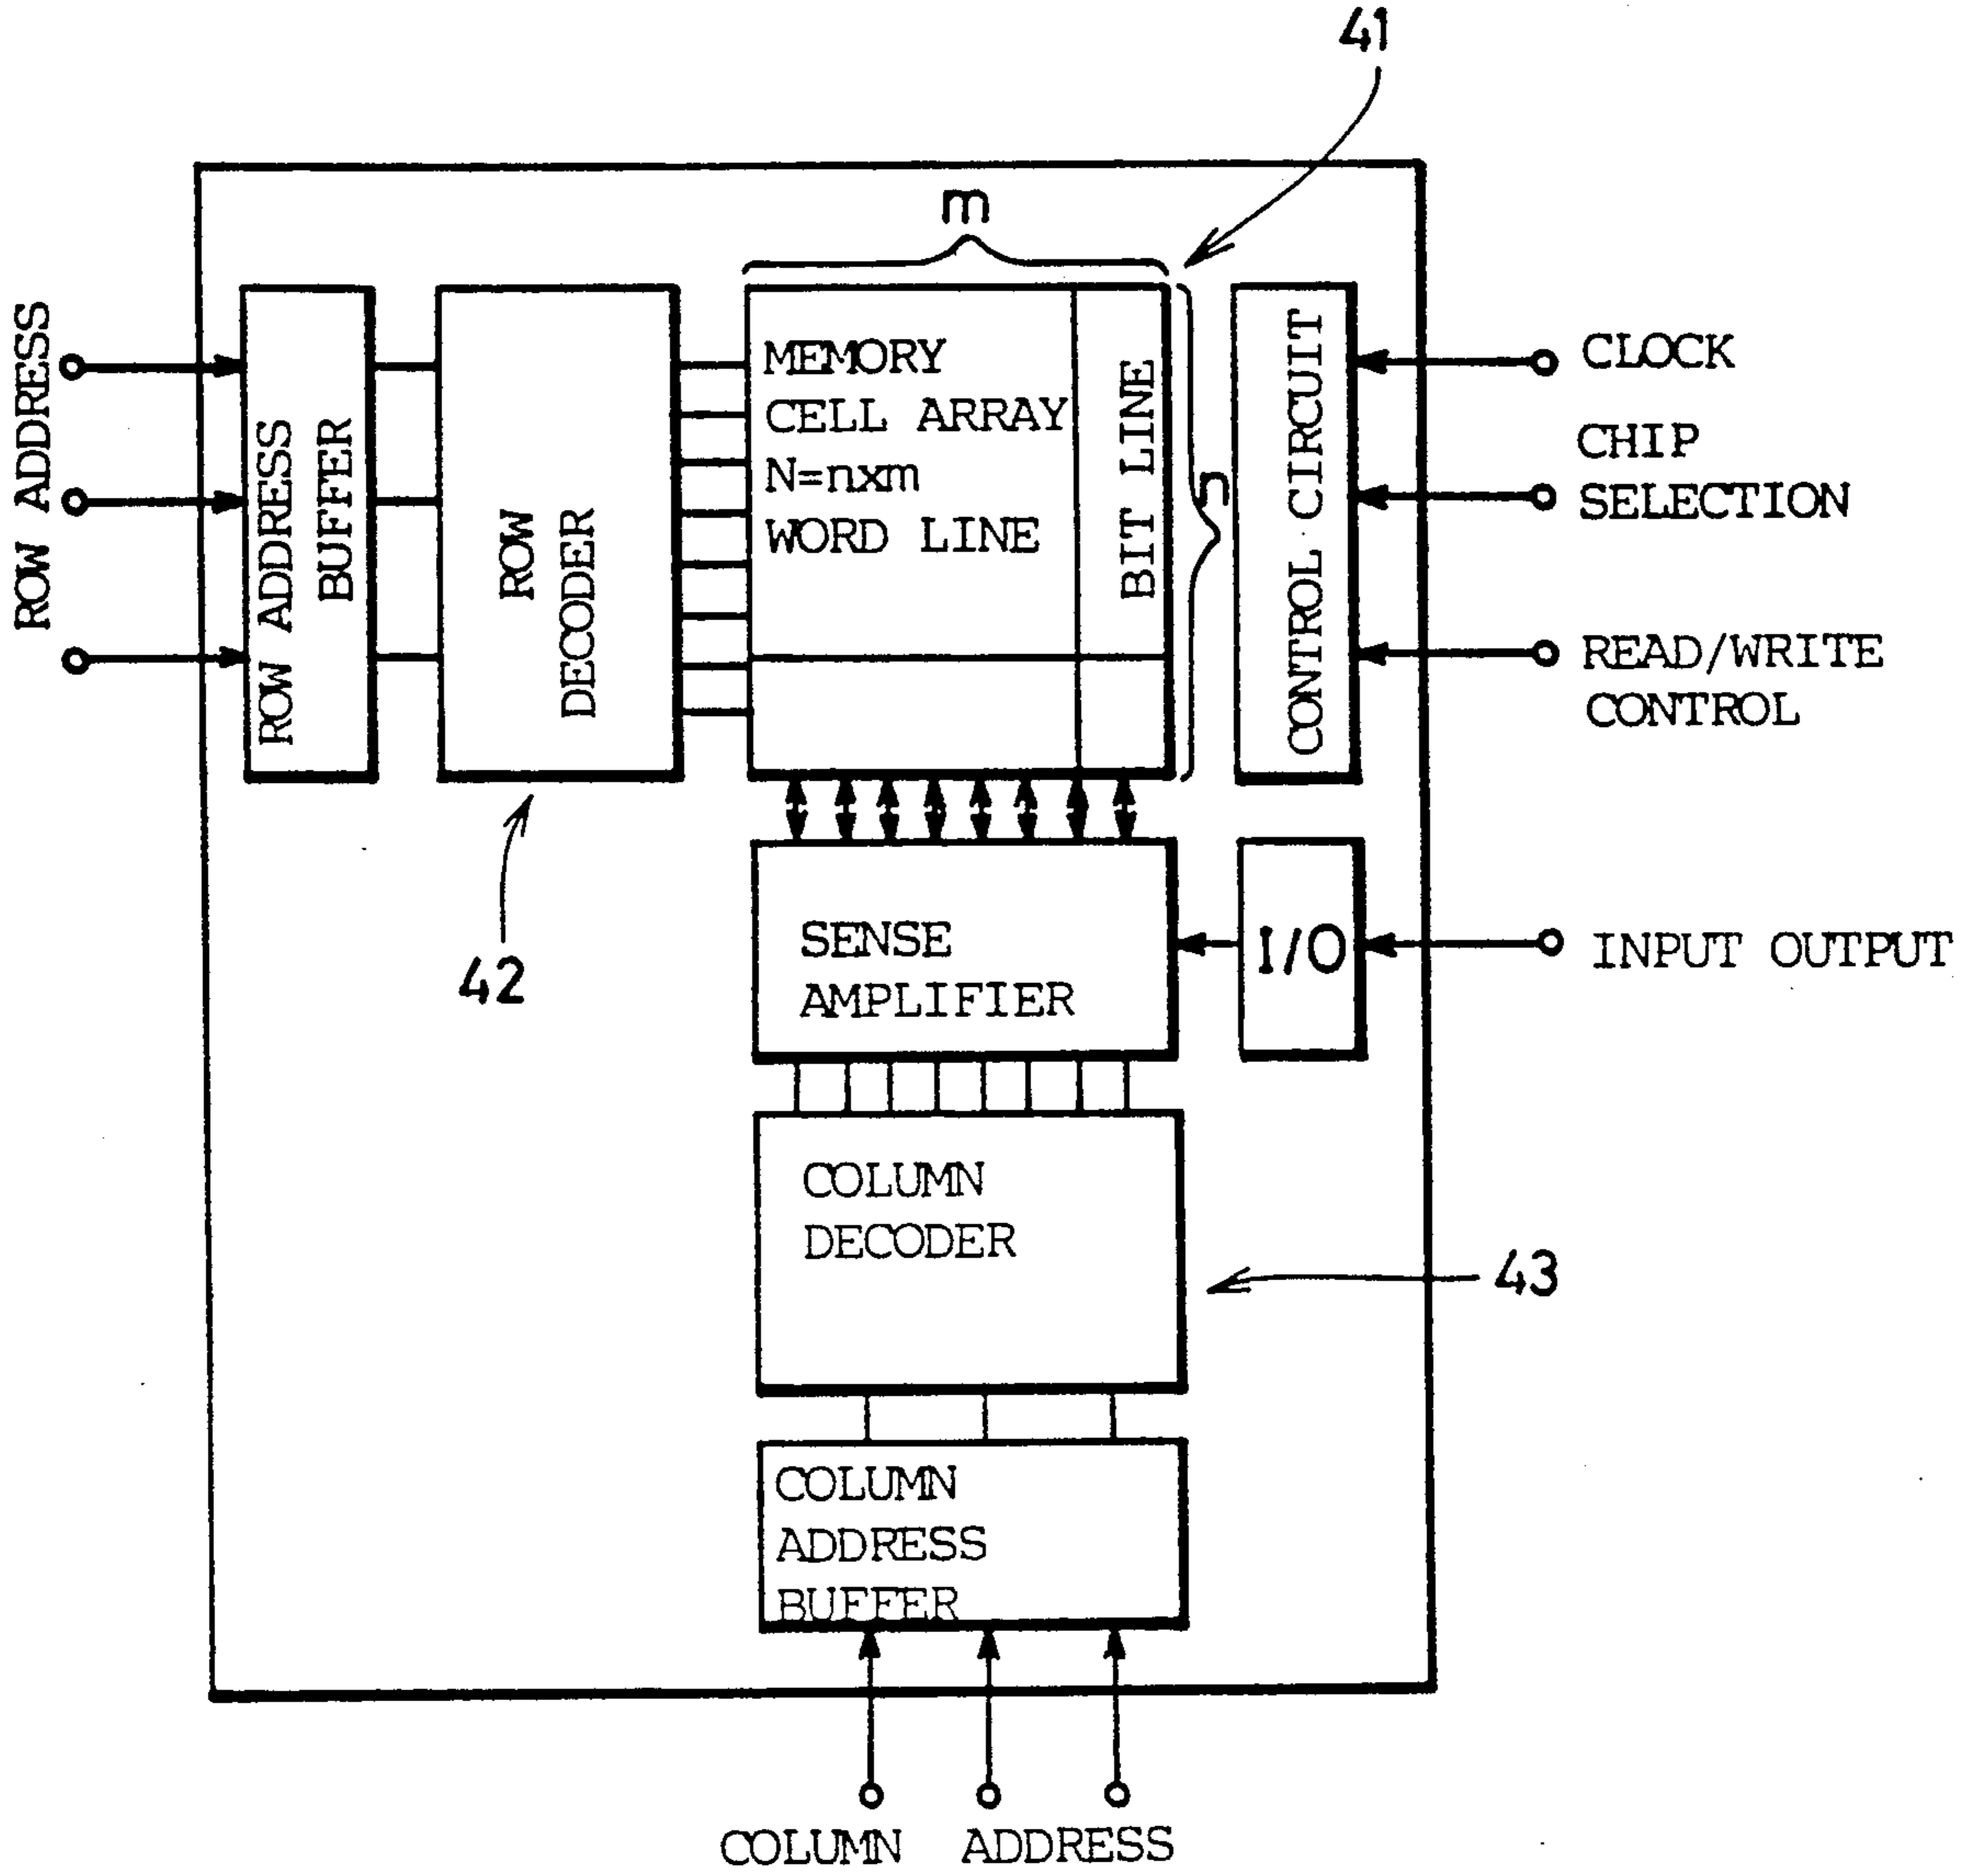 41
m
ROW ADDRESS
ROW ADDRESS
BUFFER
ROW
DECODER
MEMORY
CELL ARRAY
N=nxm
WORD LINE
BIT LINE
n
CONTROL CIRCUIT
CLOCK
CHIP
SELECTION
READ/WRITE
CONTROL
42
SENSE
AMPLIFIER
I/O
INPUT OUTPUT
COLUMN
DECODER
43
COLUMN
ADDRESS
BUFFER
COLUMN ADDRESS